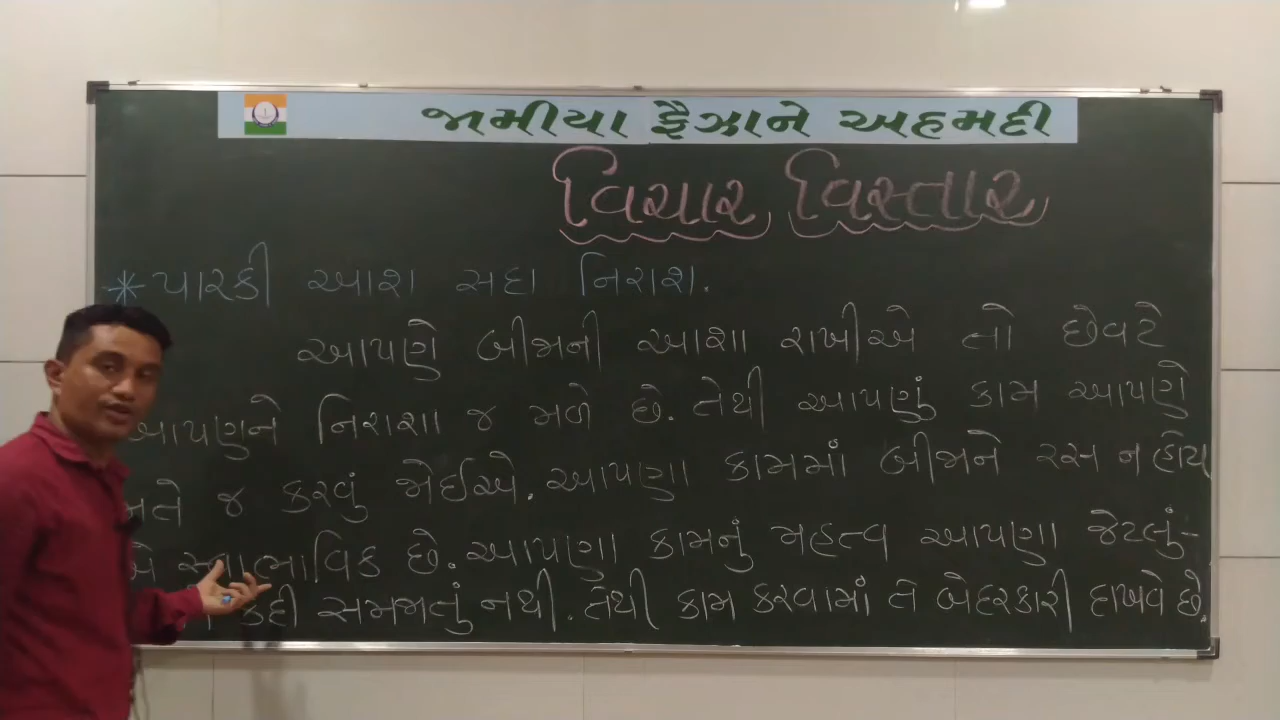 જામીયા ફૈઝાને અહમદી
વિચાર વિસ્તાર
* પારકી આશ સદા નિરાશ.
આપણે બીજાની આશા રાખીએ તો છેવટે
આપણને નિરાશા જ મળે છે. તેથી આપણું કામ આપણે
જાતે જ કરવું જોઈએ. આપણા કામમાં બીજાને રસ ન હોય
એ સ્વાભાવિક છે. આપણા કામનું મહત્વ આપણા જેટલું-
કદી સમજાતું નથી. તેથી કામ કરવામાં તે બેદરકારી દાખવે છે.